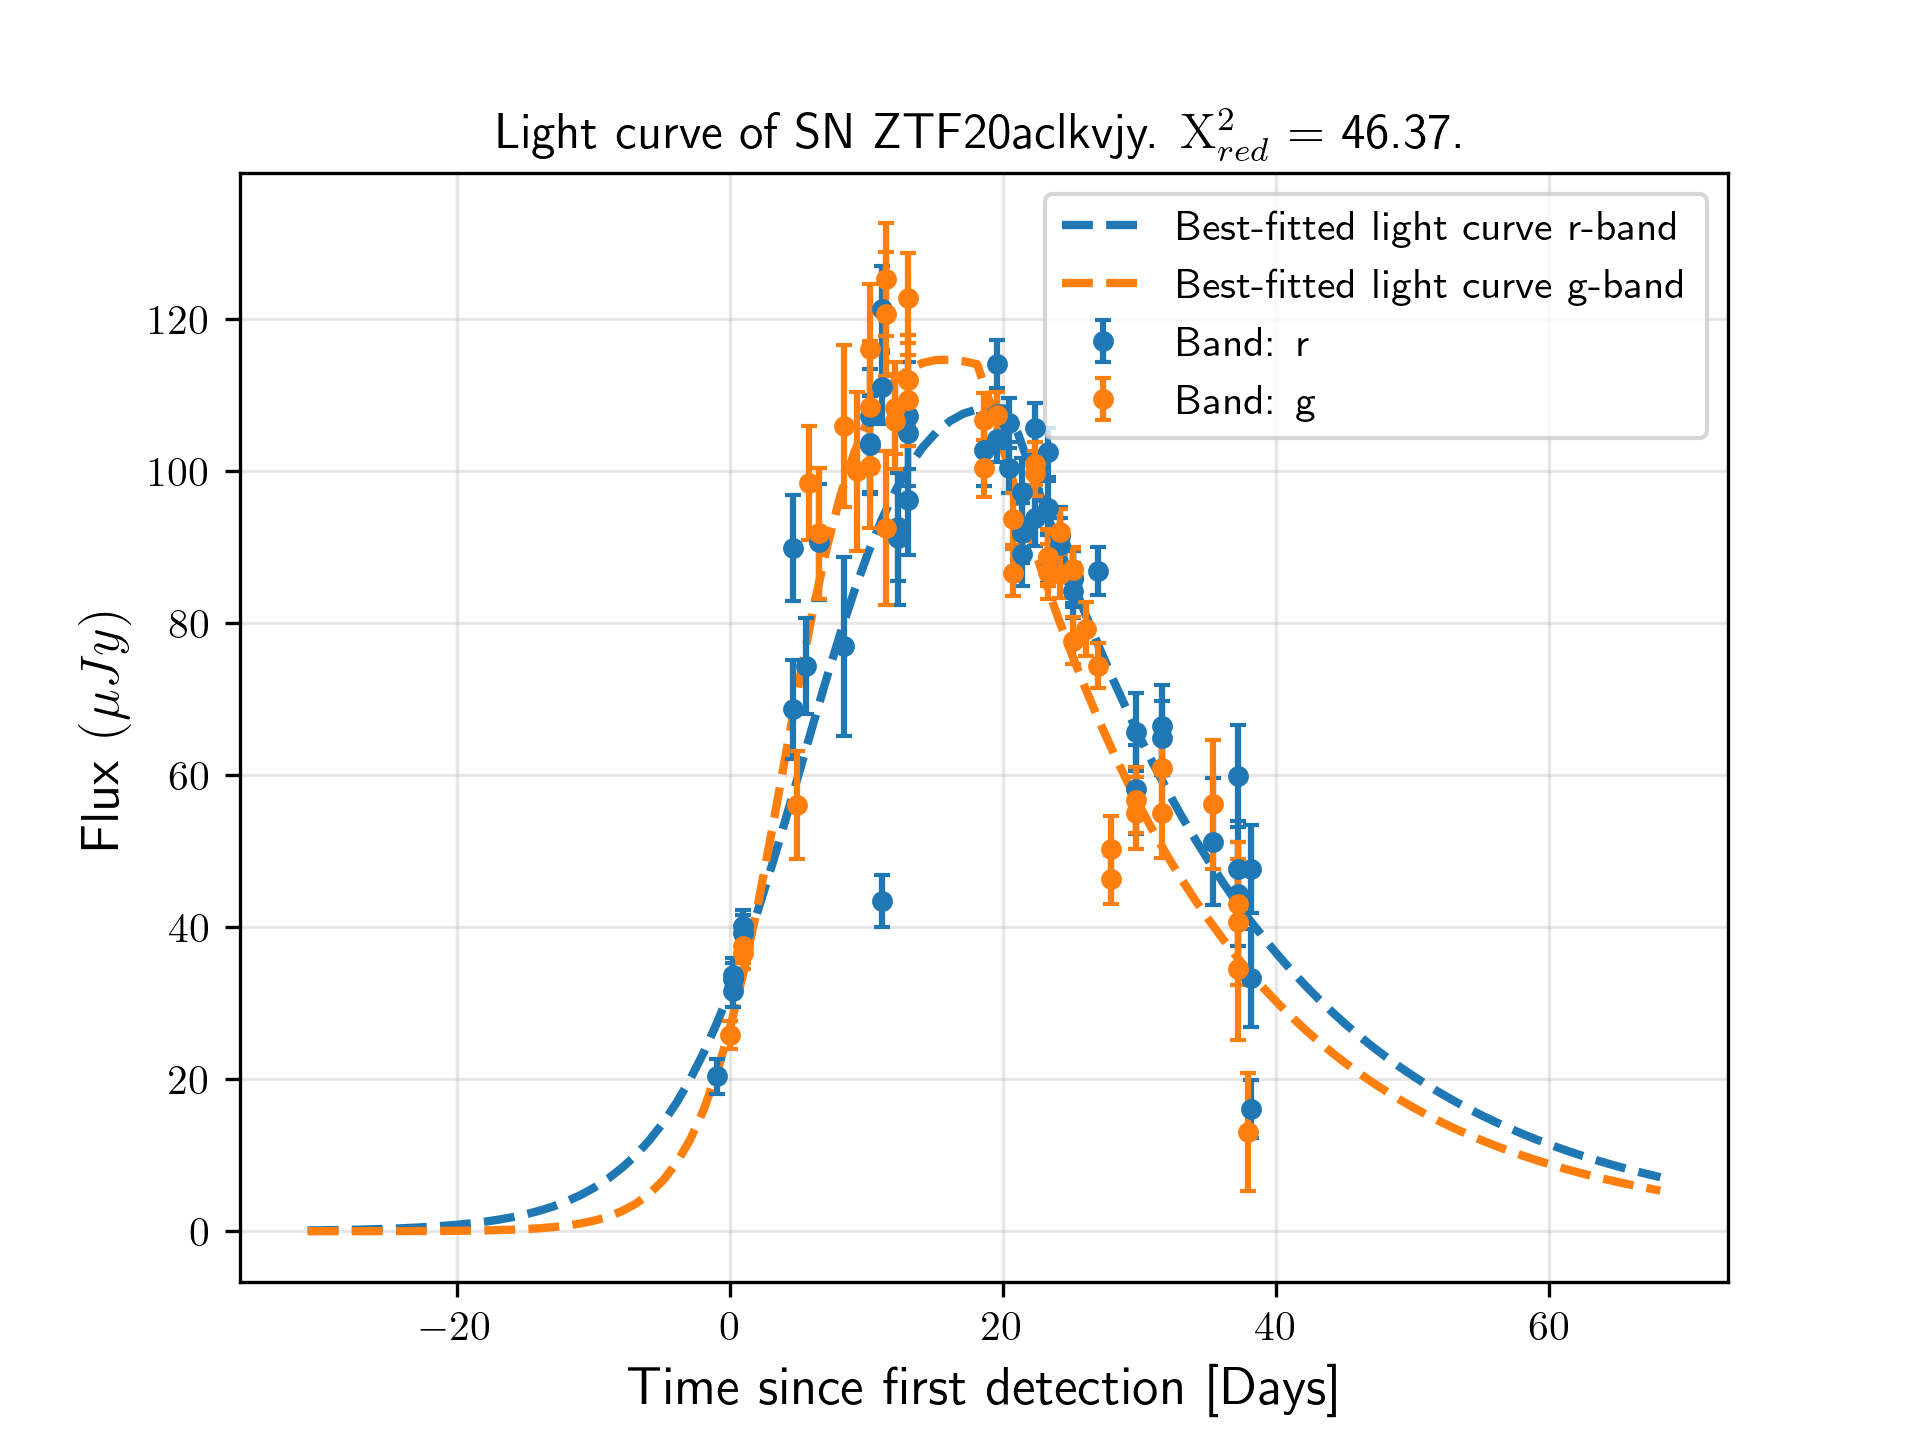 Light curve of SN ZTF20aclkvjy. X²_red = 46.37.
Best-fitted light curve r-band
Best-fitted light curve g-band
Band: r
Band: g
120
100
80
60
40
20
0
Flux (μJy)
−20 0 20 40 60
Time since first detection [Days]